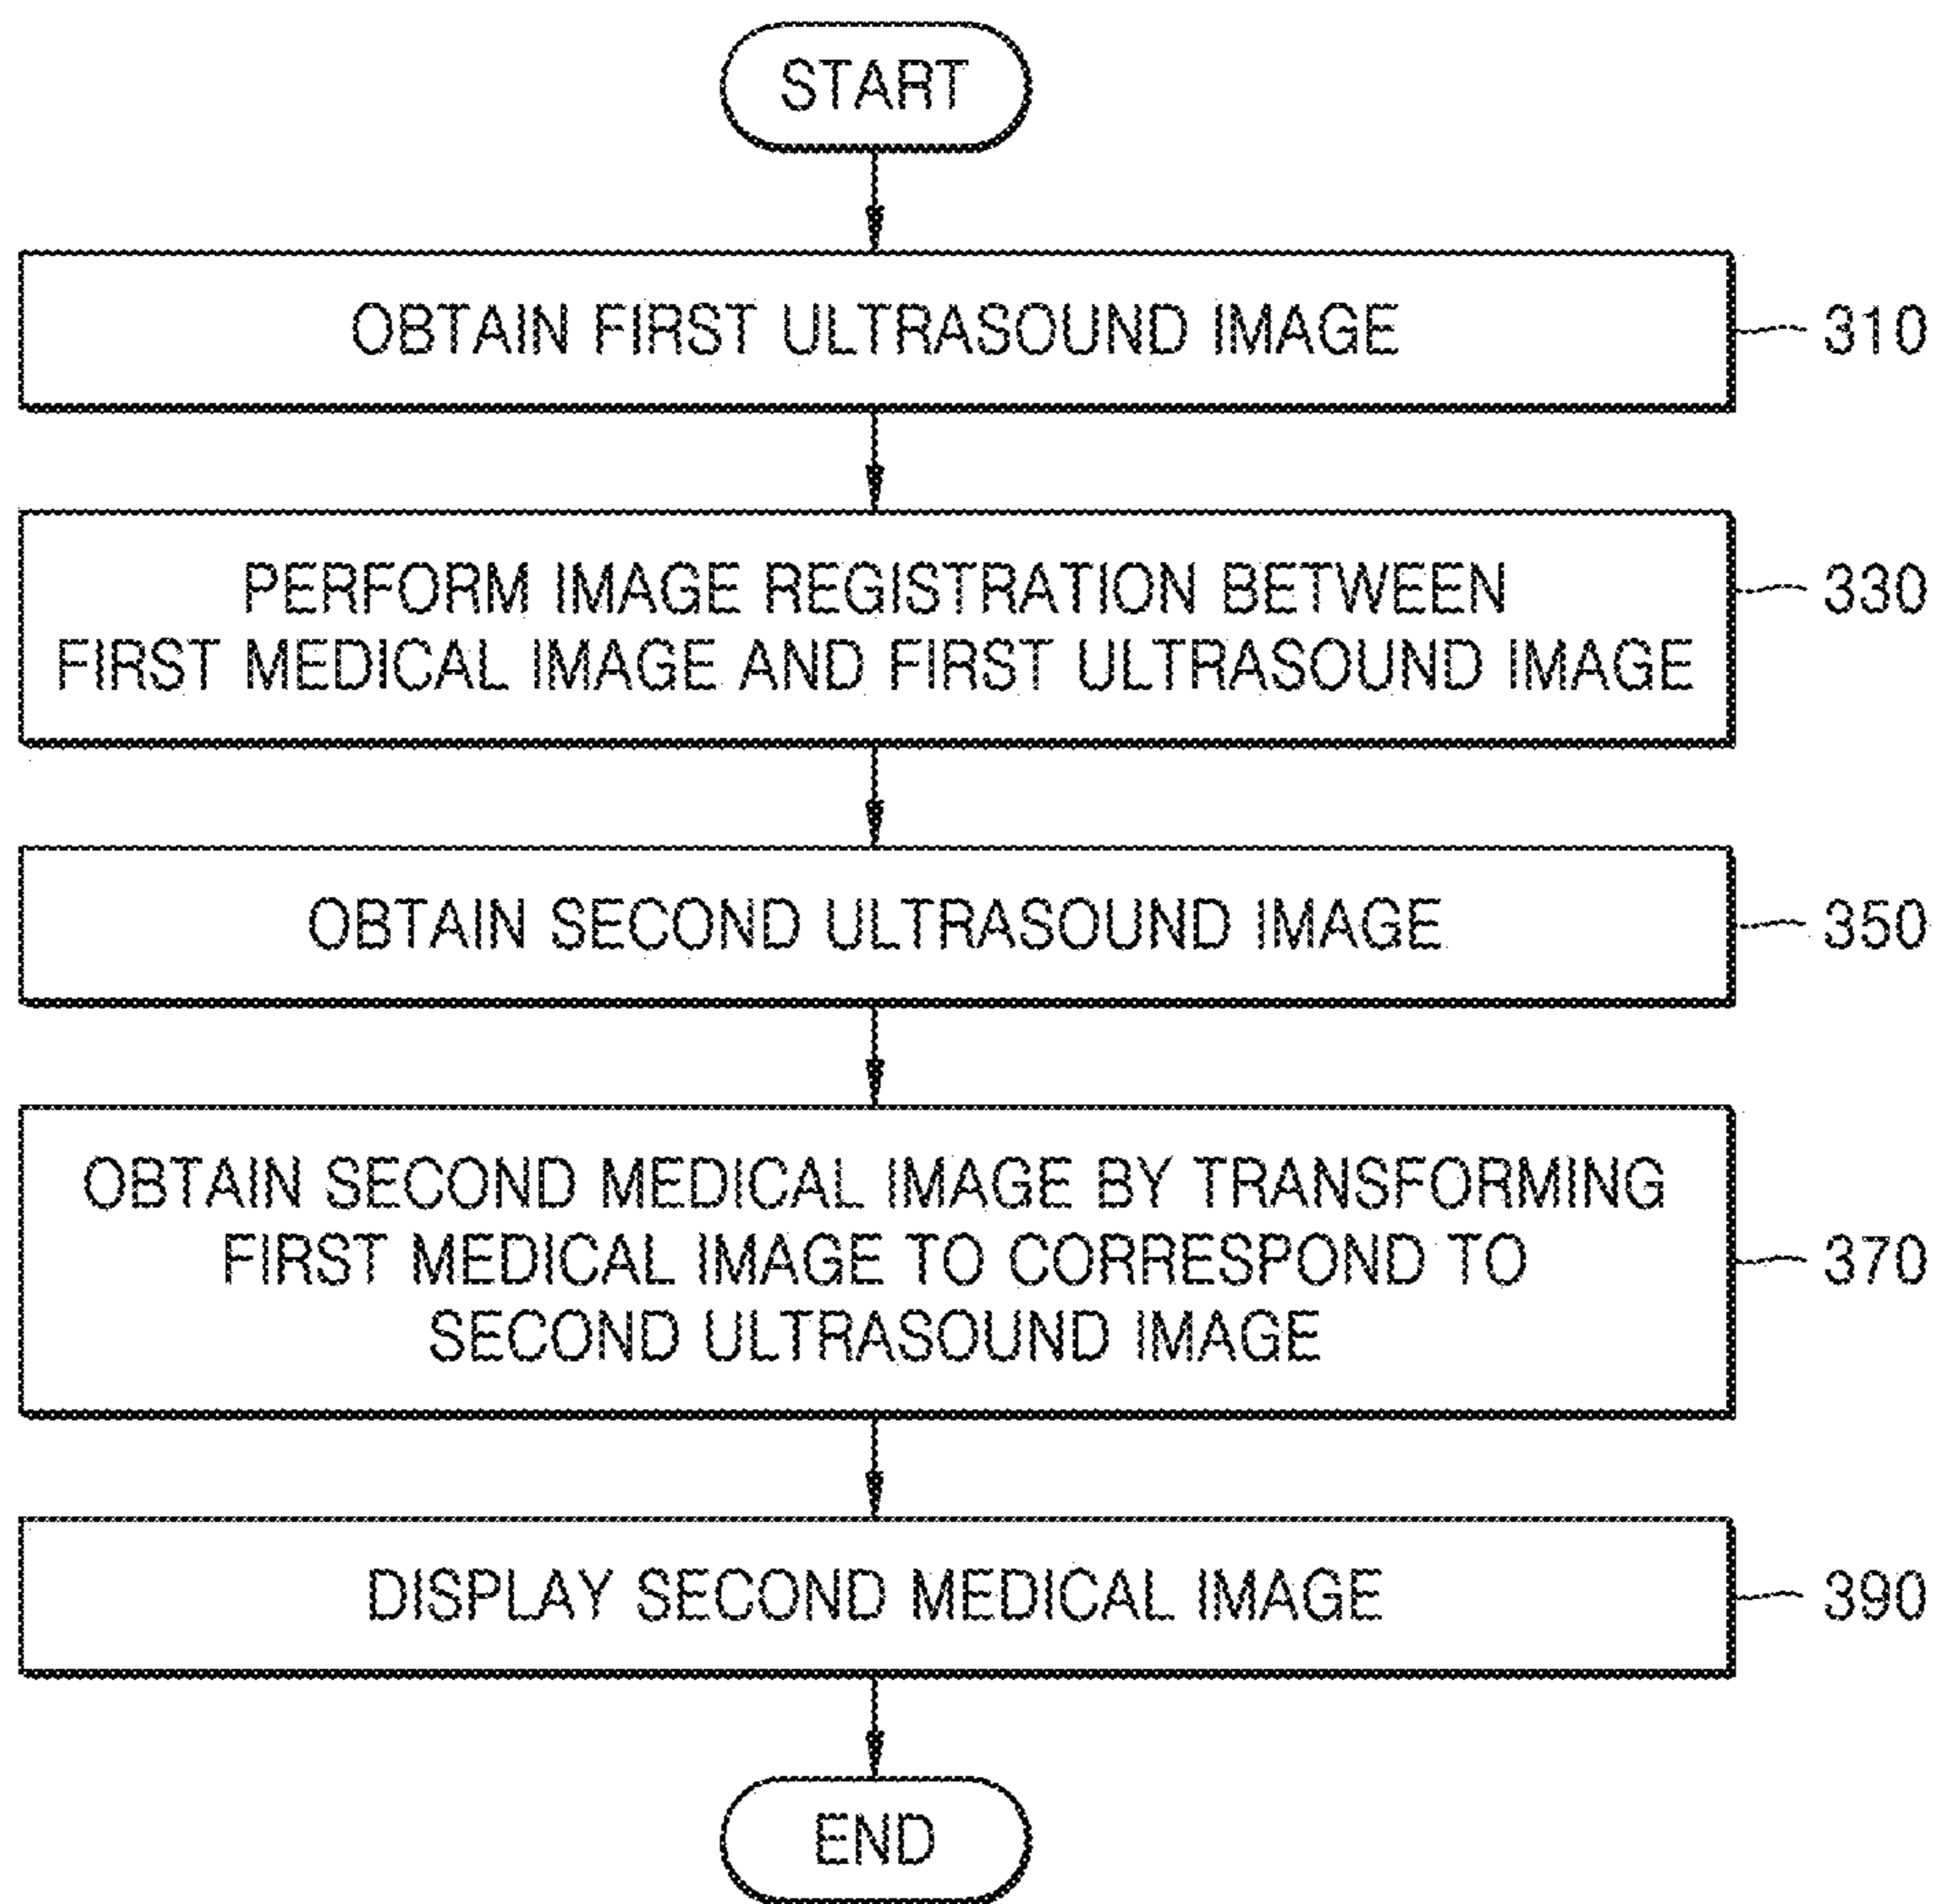 START
OBTAIN FIRST ULTRASOUND IMAGE
310
PERFORM IMAGE REGISTRATION BETWEEN
FIRST MEDICAL IMAGE AND FIRST ULTRASOUND IMAGE
330
OBTAIN SECOND ULTRASOUND IMAGE
350
OBTAIN SECOND MEDICAL IMAGE BY TRANSFORMING
FIRST MEDICAL IMAGE TO CORRESPOND TO
SECOND ULTRASOUND IMAGE
370
DISPLAY SECOND MEDICAL IMAGE
390
END